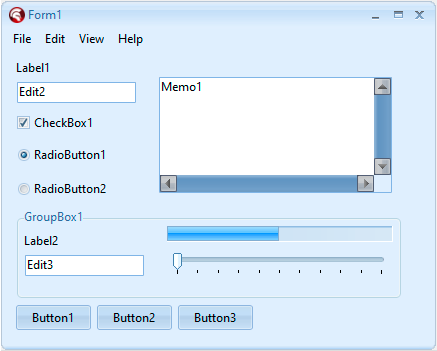 Form1
File Edit View Help
Label1
Edit2
Memo1
CheckBox1
RadioButton1
RadioButton2
GroupBox1
Label2
Edit3
Button1 Button2 Button3